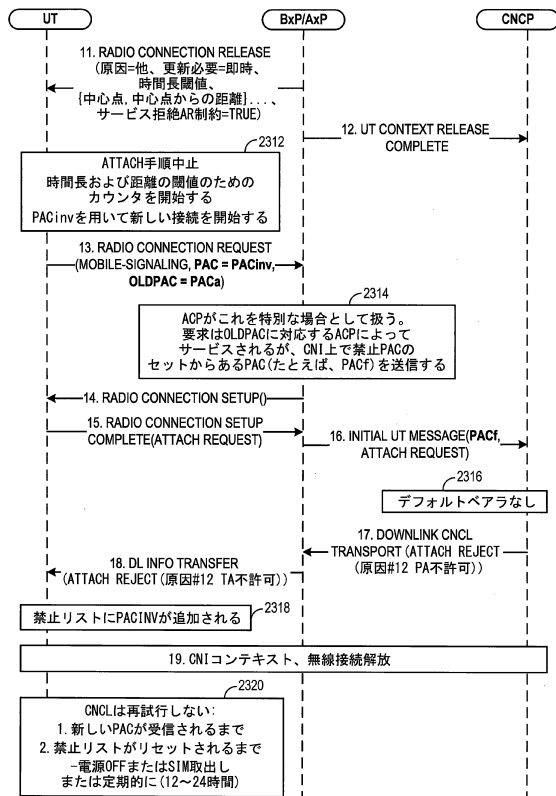 UT
BxP/AxP
CNCP
11. RADIO CONNECTION RELEASE
(原因=他、更新必要=即時、
時間長閾値、
{中心点,中心点からの距離}...、
サービス拒絶AR制約=TRUE)
12. UT CONTEXT RELEASE
COMPLETE
2312
ATTACH手順中止
時間長および距離の閾値のための
カウンタを開始する
PACinvを用いて新しい接続を開始する
13. RADIO CONNECTION REQUEST
(MOBILE-SIGNALING, PAC = PACinv,
OLDPAC = PACa)
2314
ACPがこれを特別な場合として扱う。
要求はOLDPACに対応するACPによって
サービスされるが、CNI上で禁止PACの
セットからあるPAC(たとえば、PACf)を送信する
14. RADIO CONNECTION SETUP()
15. RADIO CONNECTION SETUP
COMPLETE(ATTACH REQUEST)
16. INITIAL UT MESSAGE(PACf,
ATTACH REQUEST)
2316
デフォルトベアラなし
17. DOWNLINK CNCL
TRANSPORT(ATTACH REJECT
(原因#12 PA不許可))
18. DL INFO TRANSFER
(ATTACH REJECT(原因#12 TA不許可))
禁止リストにPACINVが追加される
2318
19. CNIコンテキスト、無線接続解放
2320
CNCLは再試行しない:
1. 新しいPACが受信されるまで
2. 禁止リストがリセットされるまで
-電源OFFまたはSIM取出し
または定期的に(12〜24時間)